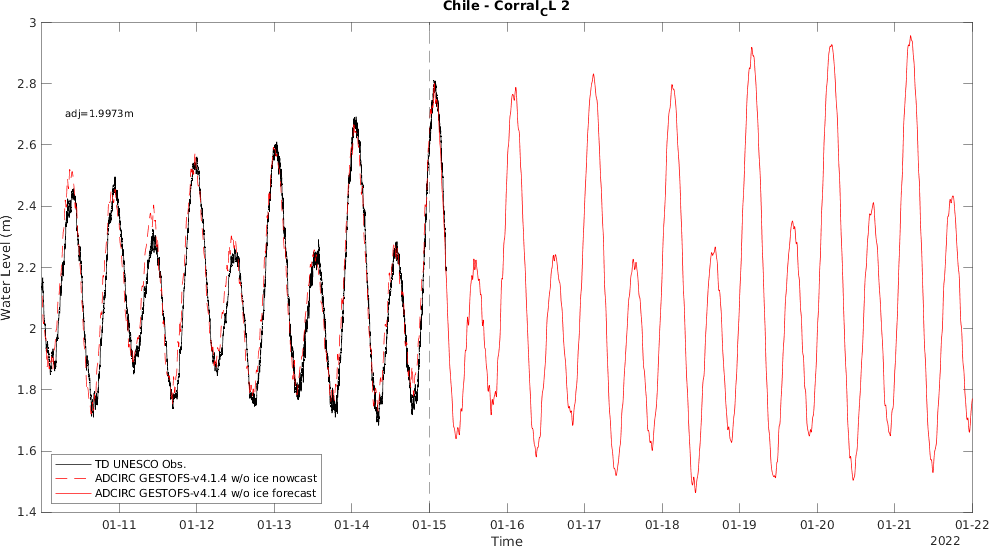 Chile - Corral_CL 2
3
2.8
adj=1.9973m
2.6
2.4
2.2
Water Level (m)
2
1.8
1.6
TD UNESCO Obs.
ADCIRC GESTOFS-v4.1.4 w/o ice nowcast
ADCIRC GESTOFS-v4.1.4 w/o ice forecast
1.4
01-11 01-12 01-13 01-14 01-15 01-16 01-17 01-18 01-19 01-20 01-21 01-22
Time
2022